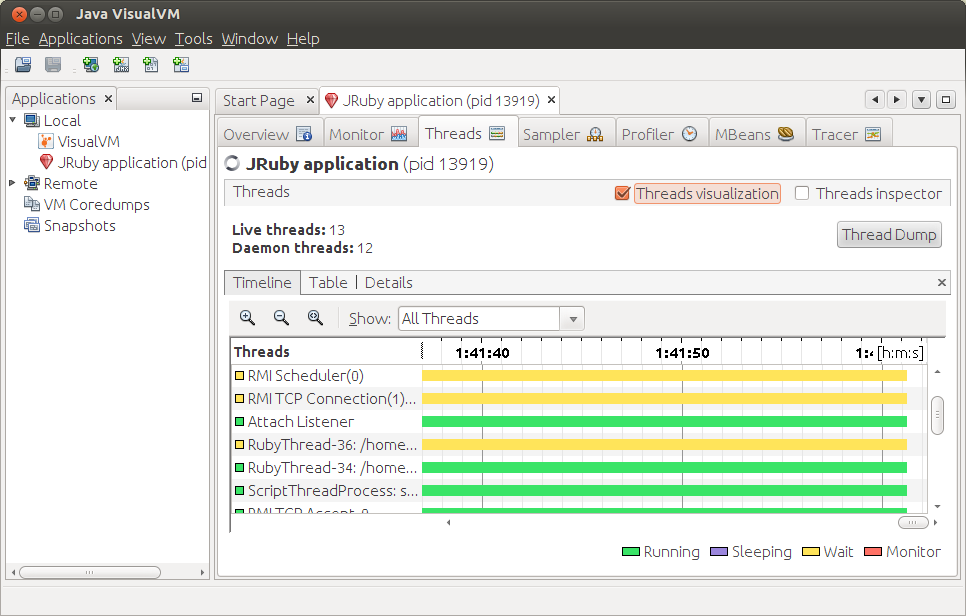 Java VisualVM
File Applications View Tools Window Help
Applications
Start Page JRuby application (pid 13919)
Local
VisualVM
JRuby application (pid
Remote
VM Coredumps
Snapshots
Overview Monitor Threads Sampler Profiler MBeans Tracer
JRuby application (pid 13919)
Threads Threads visualization Threads inspector
Live threads: 13
Daemon threads: 12
Thread Dump
Timeline Table Details
Show: All Threads
Threads 1:41:40 1:41:50 1:4 [h:m:s]
RMI Scheduler(0)
RMI TCP Connection(1)...
Attach Listener
RubyThread-36: /home...
RubyThread-34: /home...
ScriptThreadProcess: s...
RMI TCP Accept-0
Running Sleeping Wait Monitor